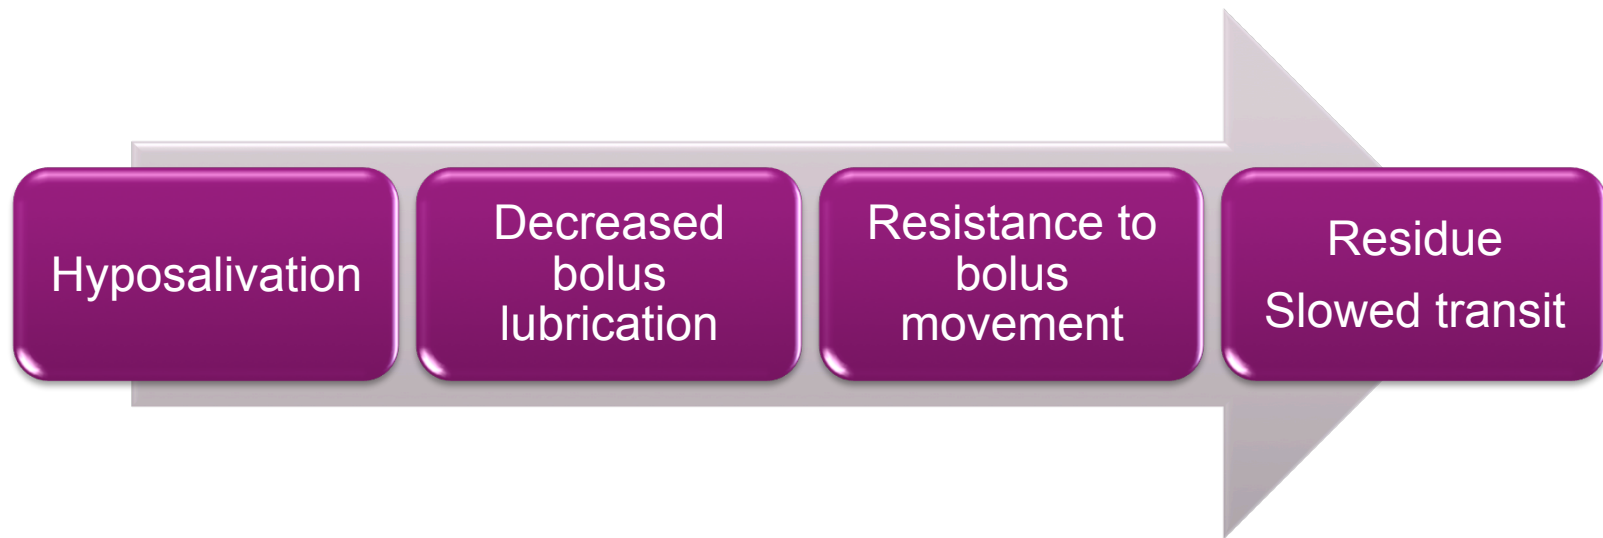 Hyposalivation
Decreased
bolus
lubrication
Resistance to
bolus
movement
Residue
Slowed transit